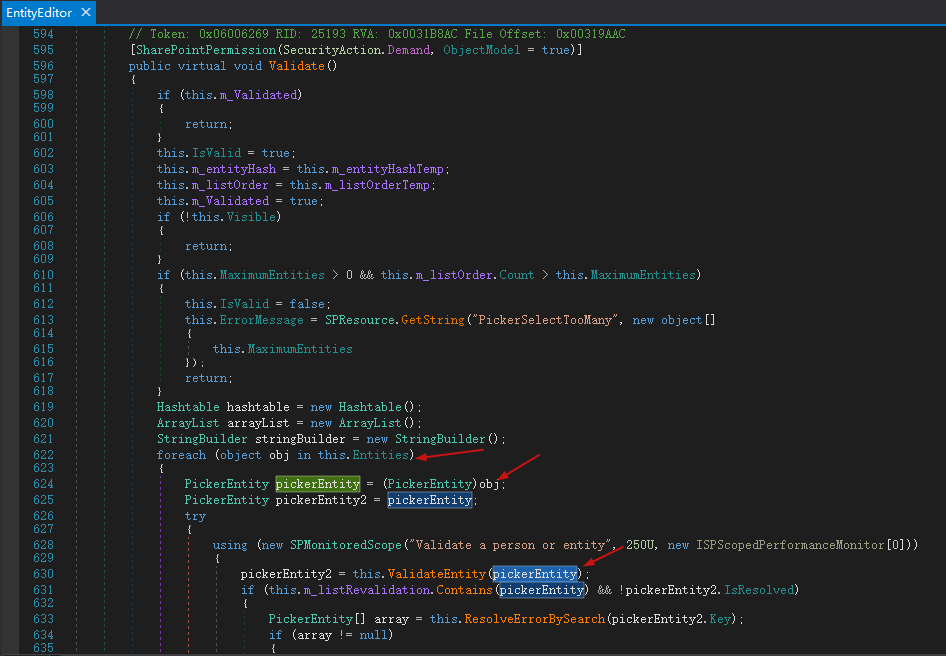 EntityEditor ×
594 // Token: 0x06006269 RID: 25193 RVA: 0x0031B8AC File Offset: 0x00319AAC
595 [SharePointPermission(SecurityAction.Demand, ObjectModel = true)]
596 public virtual void Validate()
597 {
598 if (this.m_Validated)
599 {
600 return;
601 }
602 this.IsValid = true;
603 this.m_entityHash = this.m_entityHashTemp;
604 this.m_listOrder = this.m_listOrderTemp;
605 this.m_Validated = true;
606 if (!this.Visible)
607 {
608 return;
609 }
610 if (this.MaximumEntities > 0 && this.m_listOrder.Count > this.MaximumEntities)
611 {
612 this.IsValid = false;
613 this.ErrorMessage = SPResource.GetString("PickerSelectTooMany", new object[]
614 {
615 this.MaximumEntities
616 });
617 return;
618 }
619 Hashtable hashtable = new Hashtable();
620 ArrayList arrayList = new ArrayList();
621 StringBuilder stringBuilder = new StringBuilder();
622 foreach (object obj in this.Entities)
623 {
624 PickerEntity pickerEntity = (PickerEntity)obj;
625 PickerEntity pickerEntity2 = pickerEntity;
626 try
627 {
628 using (new SPMonitoredScope("Validate a person or entity", 250U, new ISPScopedPerformanceMonitor[0]))
629 {
630 pickerEntity2 = this.ValidateEntity(pickerEntity);
631 if (this.m_listRevalidation.Contains(pickerEntity) && !pickerEntity2.IsResolved)
632 {
633 PickerEntity[] array = this.ResolveErrorBySearch(pickerEntity2.Key);
634 if (array != null)
635 {